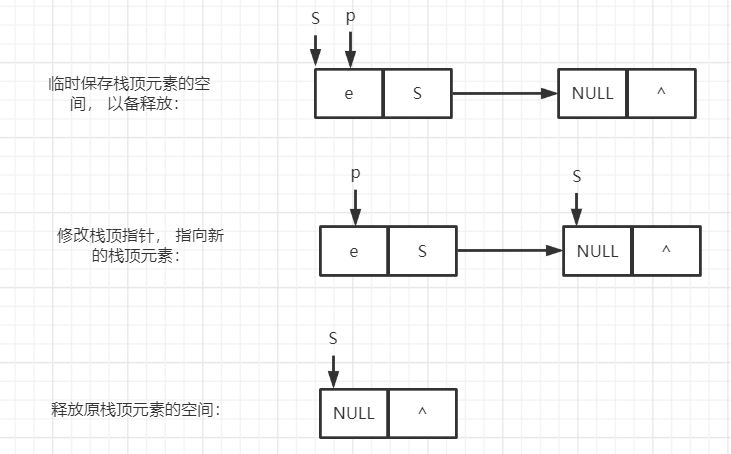 S p
临时保存栈顶元素的空
间， 以备释放：
e S NULL ^
p S
修改栈顶指针， 指向新
的栈顶元素：
e S NULL ^
S
释放原栈顶元素的空间：
NULL ^